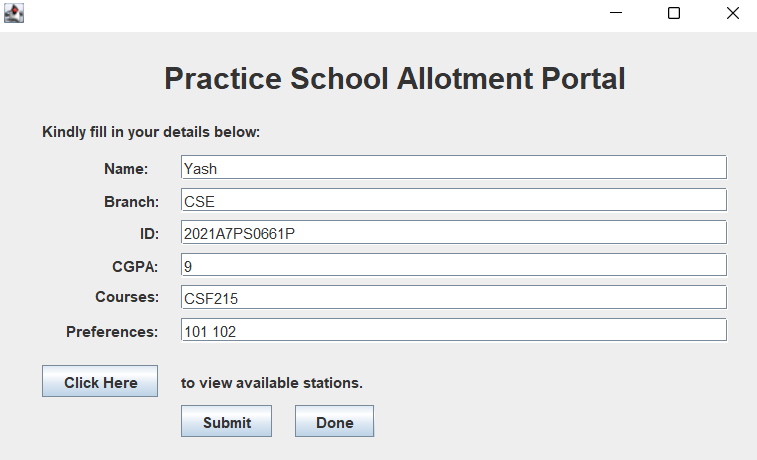 Practice School Allotment Portal
Kindly fill in your details below:
Name: Yash
Branch: CSE
ID: 2021A7PS0661P
CGPA: 9
Courses: CSF215
Preferences: 101 102
Click Here to view available stations.
Submit Done